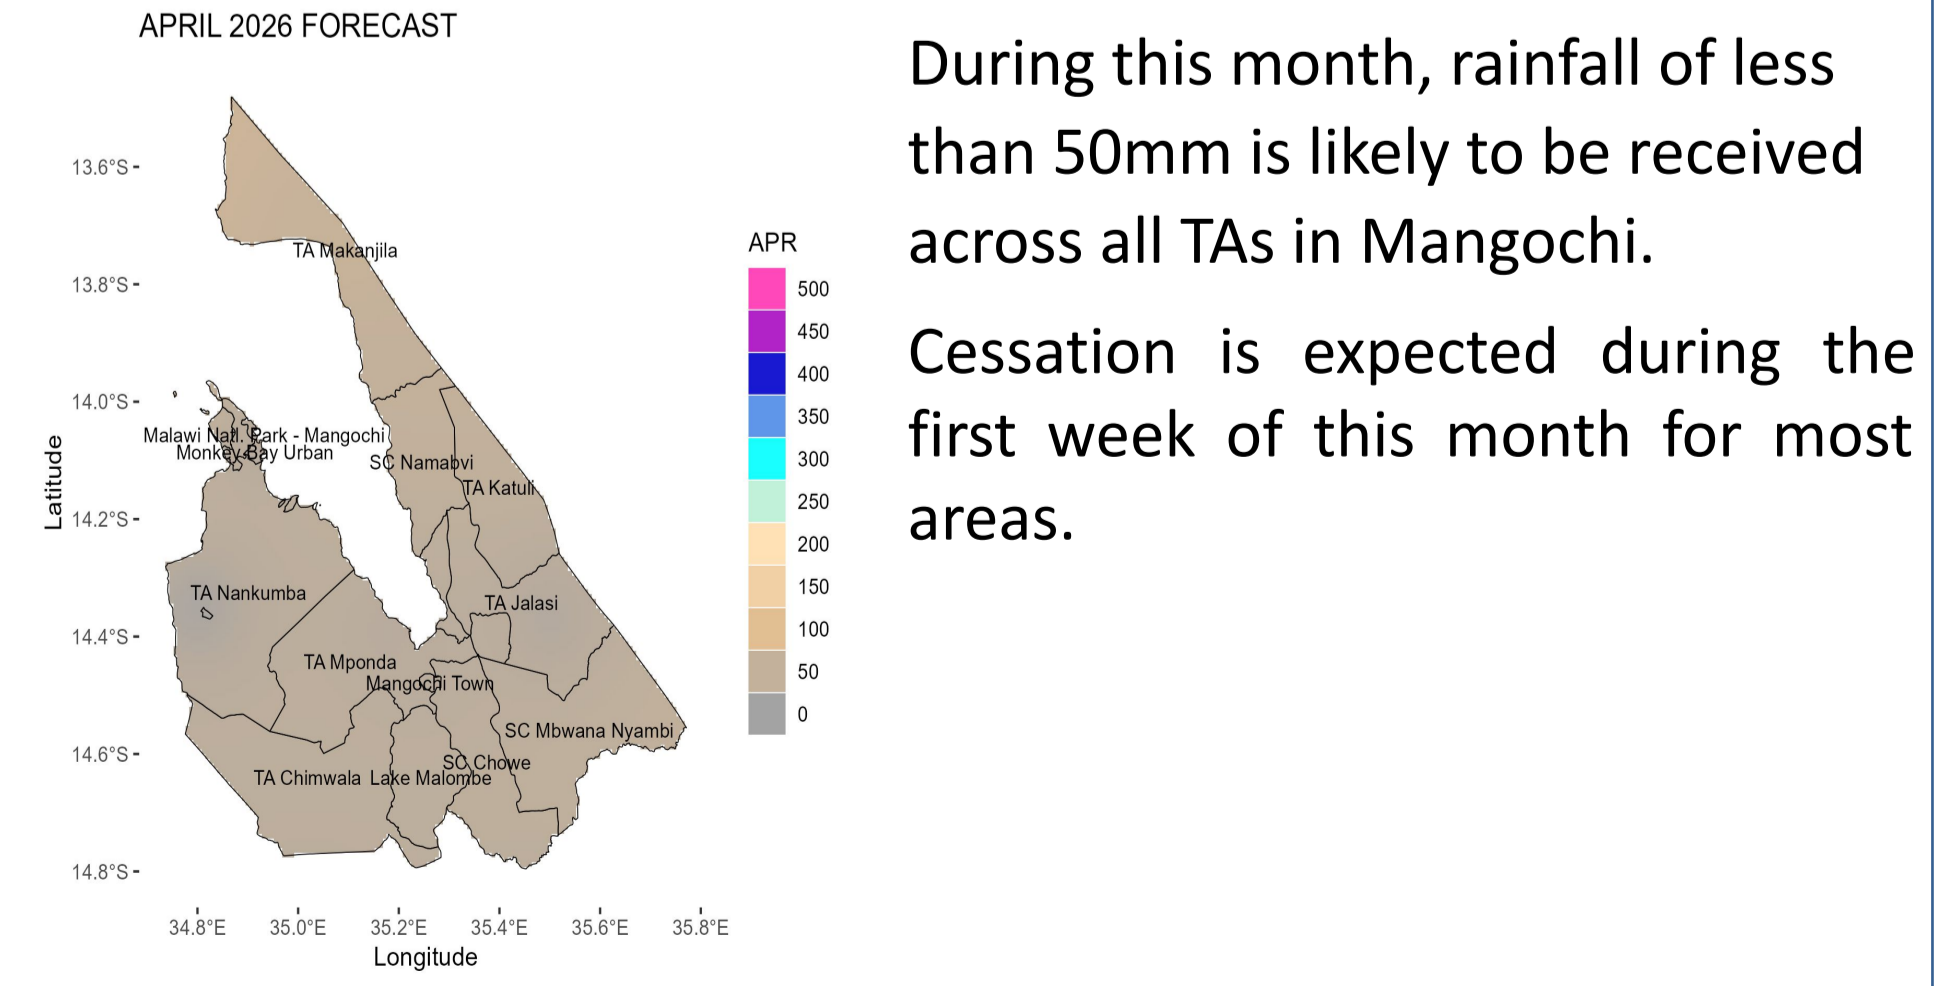 APRIL 2026 FORECAST
13.6°S
13.8°S
14.0°S
14.2°S
14.4°S
14.6°S
14.8°S
Latitude
TA Makanjila
Malawi Natl. Park - Mangochi
Monkey Bay Urban
SC Namabvi
TA Katuli
TA Nankumba
TA Jalasi
TA Mponda
Mangochi Town
SC Mbwana Nyambi
SC Chowe
TA Chimwala
Lake Malombe
34.8°E
35.0°E
35.2°E
35.4°E
35.6°E
35.8°E
Longitude
APR
500
450
400
350
300
250
200
150
100
50
0
During this month, rainfall of less
than 50mm is likely to be received
across all TAs in Mangochi.
Cessation is expected during the
first week of this month for most
areas.